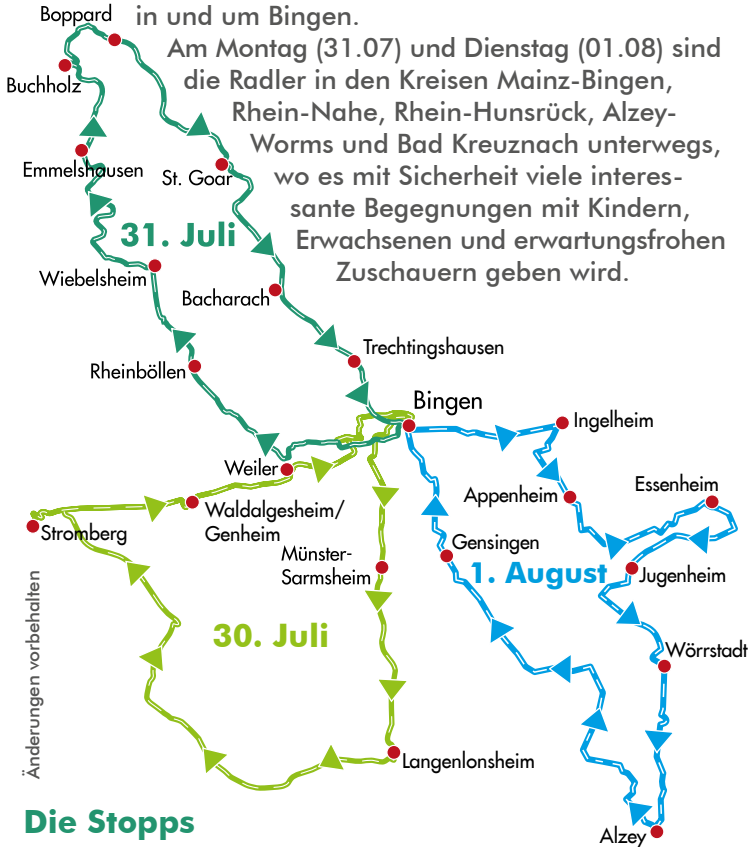 in und um Bingen.
Am Montag (31.07) und Dienstag (01.08) sind
die Radler in den Kreisen Mainz-Bingen,
Rhein-Nahe, Rhein-Hunsrück, Alzey-
Worms und Bad Kreuznach unterwegs,
wo es mit Sicherheit viele interes-
sante Begegnungen mit Kindern,
Erwachsenen und erwartungsfrohen
Zuschauern geben wird.
Boppard
Buchholz
Emmelshausen
St. Goar
31. Juli
Wiebelsheim
Bacharach
Rheinböllen
Trechtingshausen
Bingen
Ingelheim
Weiler
Appenheim
Essenheim
Waldalgesheim/
Genheim
Stromberg
Gensingen
Münster-
Sarmsheim
1. August
Jugenheim
30. Juli
Wörrstadt
Langenlonsheim
Alzey
Änderungen vorbehalten
Die Stopps